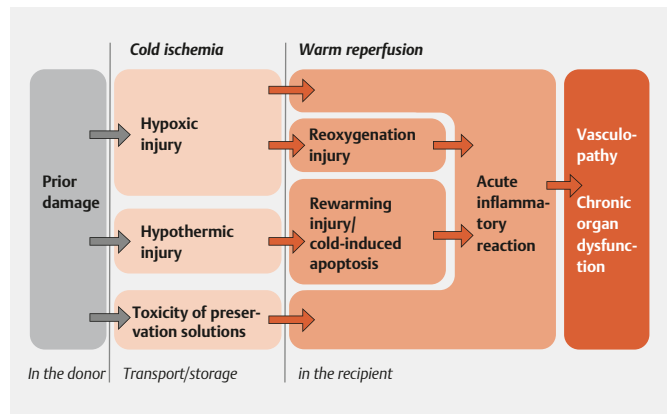 Cold ischemia
Warm reperfusion
Prior
damage
Hypoxic
injury
Hypothermic
injury
Toxicity of preser-
vation solutions
Reoxygenation
injury
Rewarming
injury/
cold-induced
apoptosis
Acute
inflamma-
tory
reaction
Vasculo-
pathy
Chronic
organ
dysfunc-
tion
In the donor
Transport/storage
in the recipient